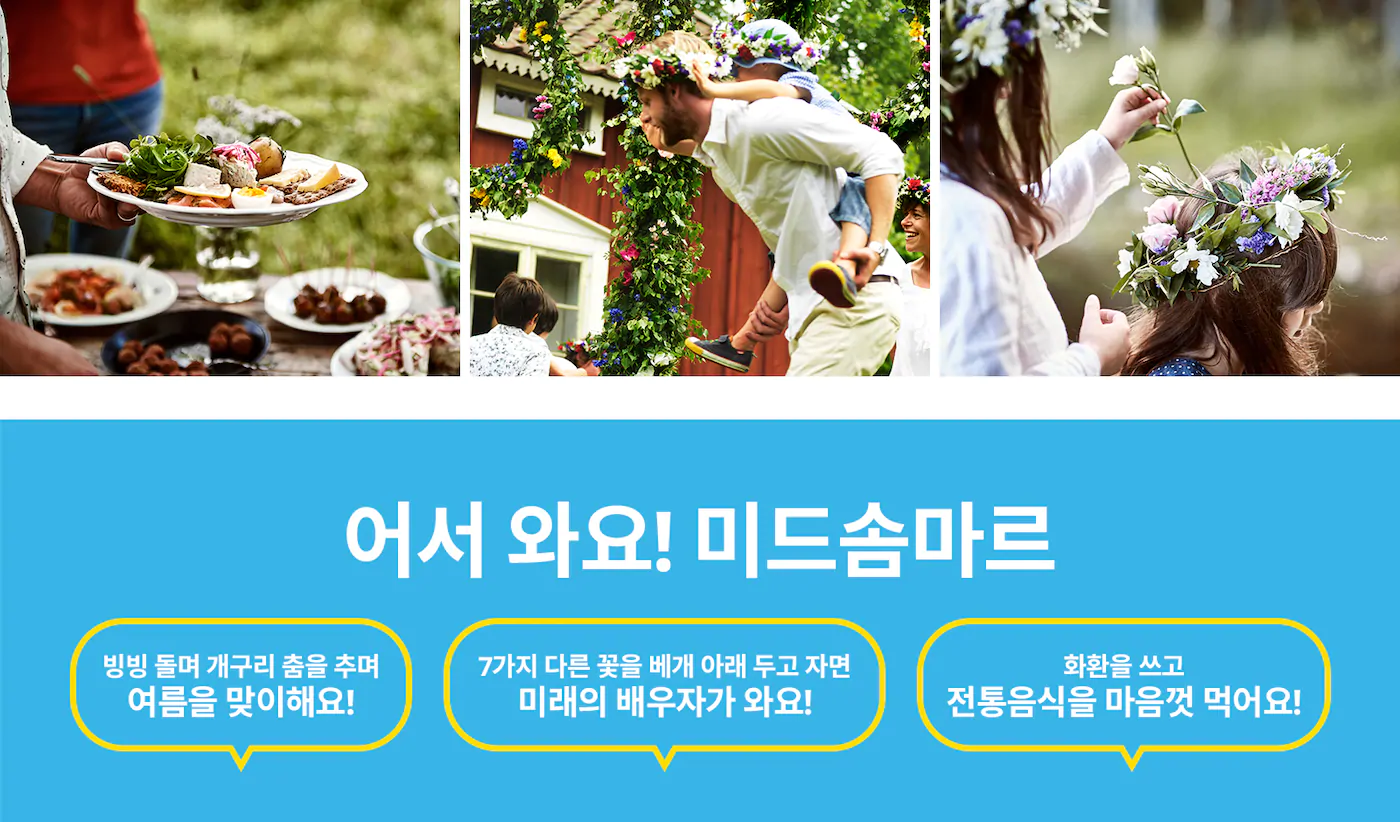 어서 와요! 미드솜마르
빙빙 돌며 개구리 춤을 추며
여름을 맞이해요!
7가지 다른 꽃을 베개 아래 두고 자면
미래의 배우자가 와요!
화환을 쓰고
전통음식을 마음껏 먹어요!